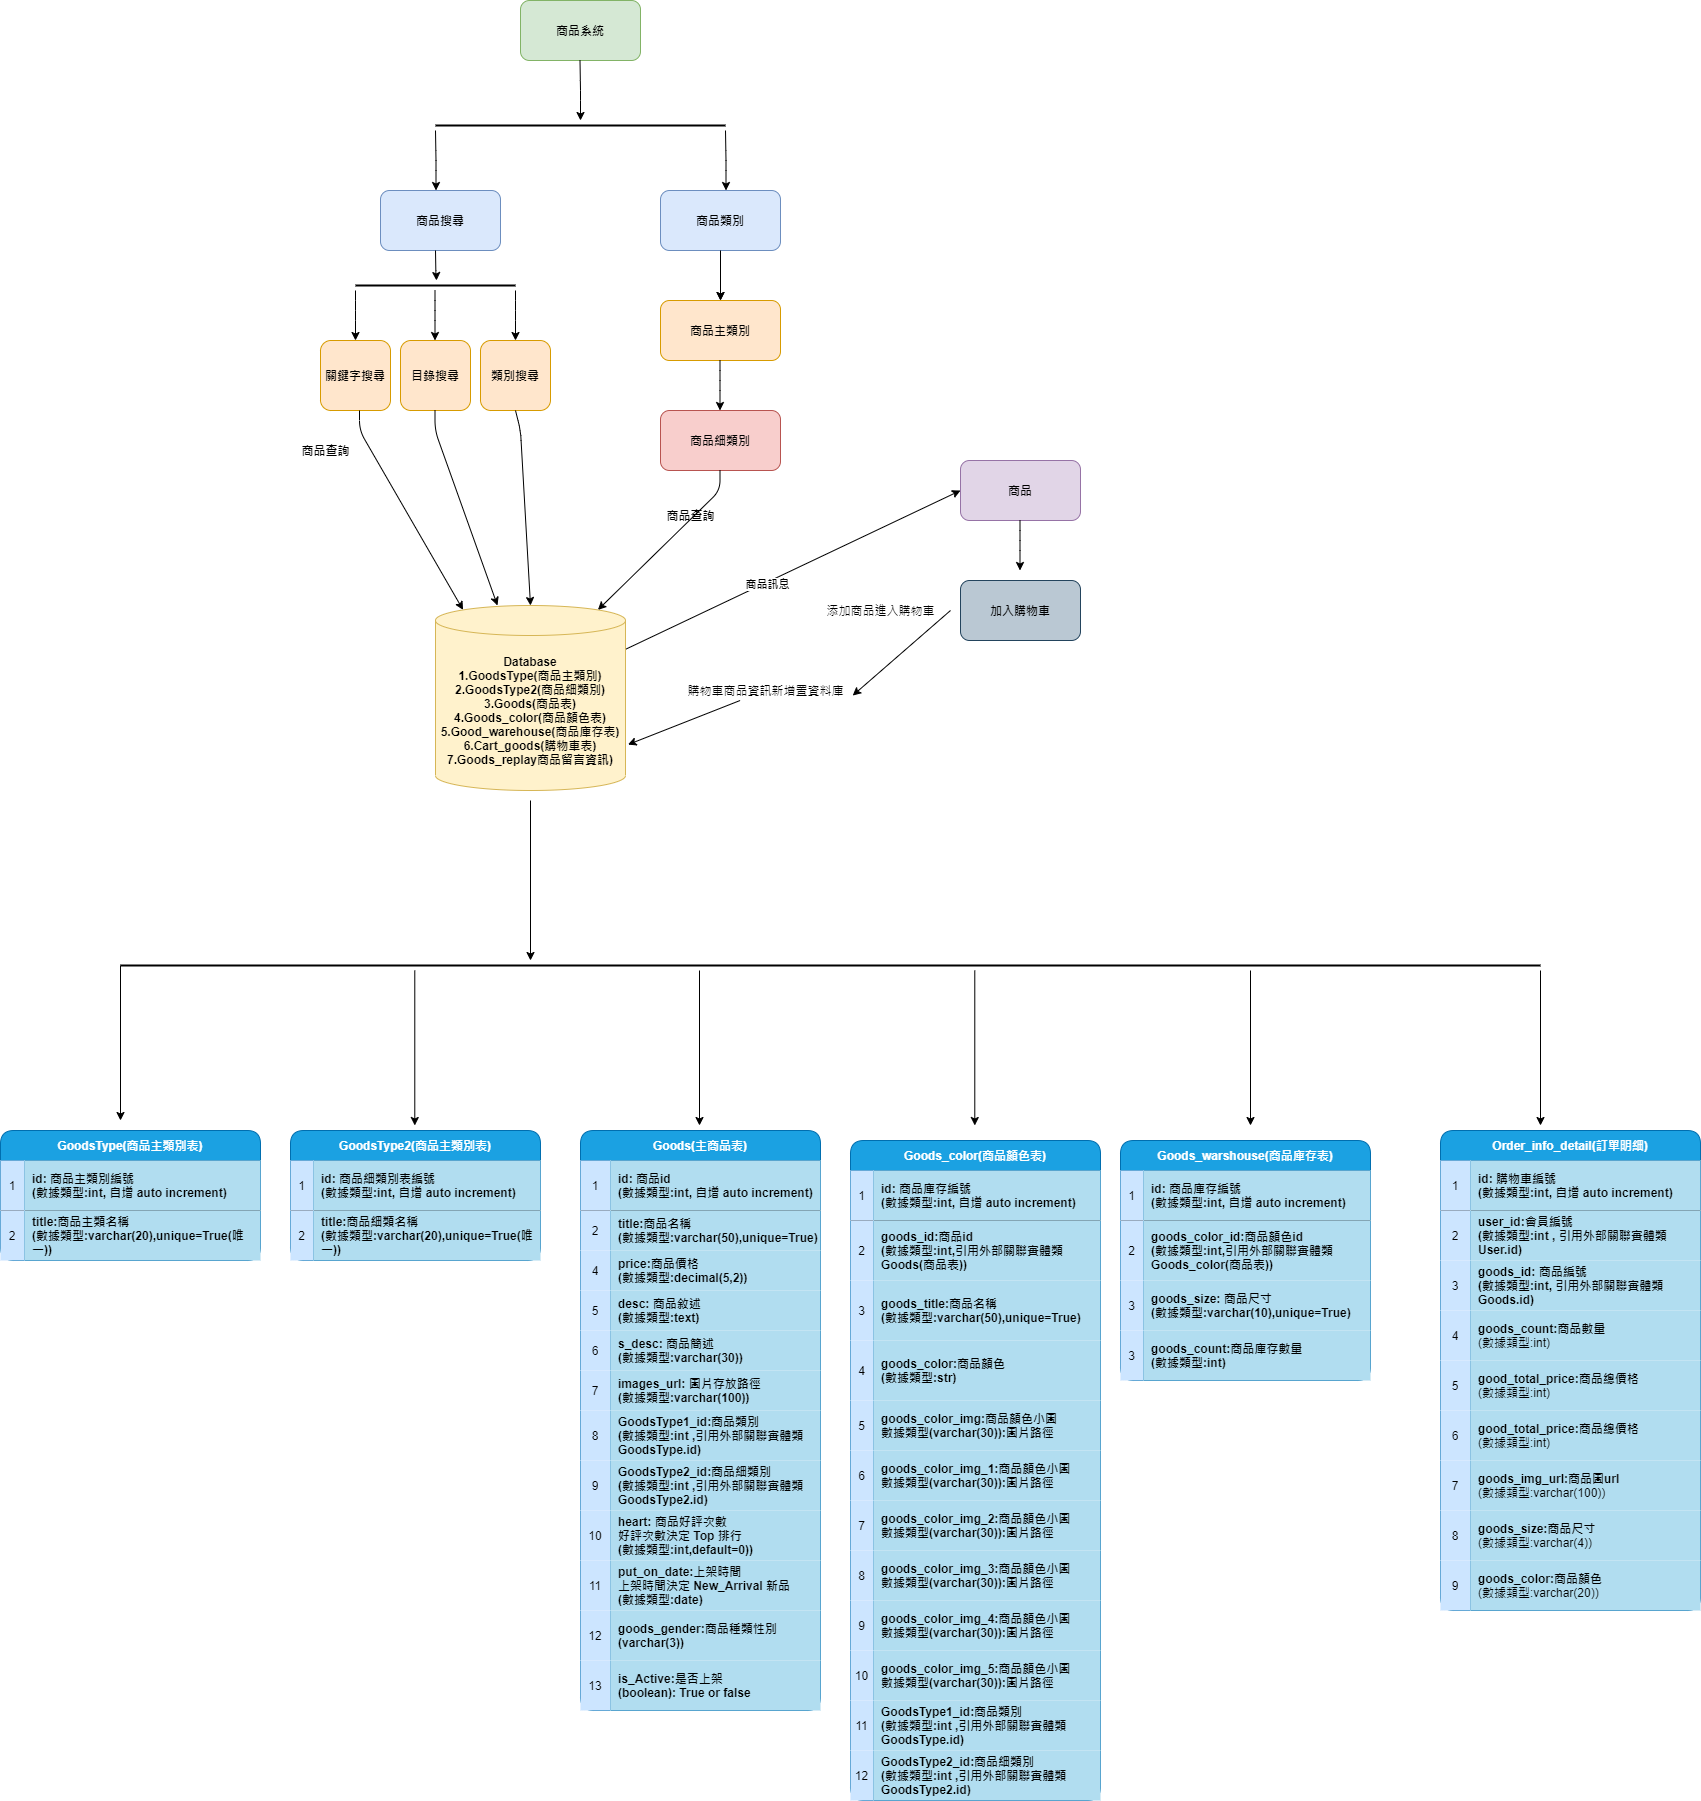 商品系統
商品搜尋
商品類別
關鍵字搜尋
目錄搜尋
類別搜尋
商品主類別
商品細類別
商品查詢
商品查詢
商品
商品訊息
加入購物車
添加商品進入購物車
購物車商品資訊新增置資料庫
Database
1.GoodsType(商品主類別)
2.GoodsType2(商品細類別)
3.Goods(商品表)
4.Goods_color(商品顏色表)
5.Good_warehouse(商品庫存表)
6.Cart_goods(購物車表)
7.Goods_replay商品留言資訊)
GoodsType(商品主類別表)
1
id: 商品主類別編號
(數據類型:int, 自增 auto increment)
2
title:商品主類名稱
(數據類型:varchar(20),unique=True(唯
一))
GoodsType2(商品主類別表)
1
id: 商品細類別表編號
(數據類型:int, 自增 auto increment)
2
title:商品細類名稱
(數據類型:varchar(20),unique=True(唯
一))
Goods(主商品表)
1
id: 商品id
(數據類型:int, 自增 auto increment)
2
title:商品名稱
(數據類型:varchar(50),unique=True)
4
price:商品價格
(數據類型:decimal(5,2))
5
desc: 商品敘述
(數據類型:text)
6
s_desc: 商品簡述
(數據類型:varchar(30))
7
images_url: 圖片存放路徑
(數據類型:varchar(100))
8
GoodsType1_id:商品類別
(數據類型:int ,引用外部關聯實體類
GoodsType.id)
9
GoodsType2_id:商品細類別
(數據類型:int ,引用外部關聯實體類
GoodsType2.id)
10
heart: 商品好評次數
好評次數決定 Top 排行
(數據類型:int,default=0))
11
put_on_date:上架時間
上架時間決定 New_Arrival 新品
(數據類型:date)
12
goods_gender:商品種類性別
(varchar(3))
13
is_Active:是否上架
(boolean): True or false
Goods_color(商品顏色表)
1
id: 商品庫存編號
(數據類型:int, 自增 auto increment)
2
goods_id:商品id
(數據類型:int,引用外部關聯實體類
Goods(商品表))
3
goods_title:商品名稱
(數據類型:varchar(50),unique=True)
4
goods_color:商品顏色
(數據類型:str)
5
goods_color_img:商品顏色小圖
數據類型(varchar(30)):圖片路徑
6
goods_color_img_1:商品顏色小圖
數據類型(varchar(30)):圖片路徑
7
goods_color_img_2:商品顏色小圖
數據類型(varchar(30)):圖片路徑
8
goods_color_img_3:商品顏色小圖
數據類型(varchar(30)):圖片路徑
9
goods_color_img_4:商品顏色小圖
數據類型(varchar(30)):圖片路徑
10
goods_color_img_5:商品顏色小圖
數據類型(varchar(30)):圖片路徑
11
GoodsType1_id:商品類別
(數據類型:int ,引用外部關聯實體類
GoodsType.id)
12
GoodsType2_id:商品細類別
(數據類型:int ,引用外部關聯實體類
GoodsType2.id)
Goods_warshouse(商品庫存表)
1
id: 商品庫存編號
(數據類型:int, 自增 auto increment)
2
goods_color_id:商品顏色id
(數據類型:int,引用外部關聯實體類
Goods_color(商品表))
3
goods_size: 商品尺寸
(數據類型:varchar(10),unique=True)
3
goods_count:商品庫存數量
(數據類型:int)
Order_info_detail(訂單明細)
1
id: 購物車編號
(數據類型:int, 自增 auto increment)
2
user_id:會員編號
(數據類型:int , 引用外部關聯實體類
User.id)
3
goods_id: 商品編號
(數據類型:int, 引用外部關聯實體類
Goods.id)
4
goods_count:商品數量
(數據類型:int)
5
good_total_price:商品總價格
(數據類型:int)
6
good_total_price:商品總價格
(數據類型:int)
7
goods_img_url:商品圖url
(數據類型:varchar(100))
8
goods_size:商品尺寸
(數據類型:varchar(4))
9
goods_color:商品顏色
(數據類型:varchar(20))